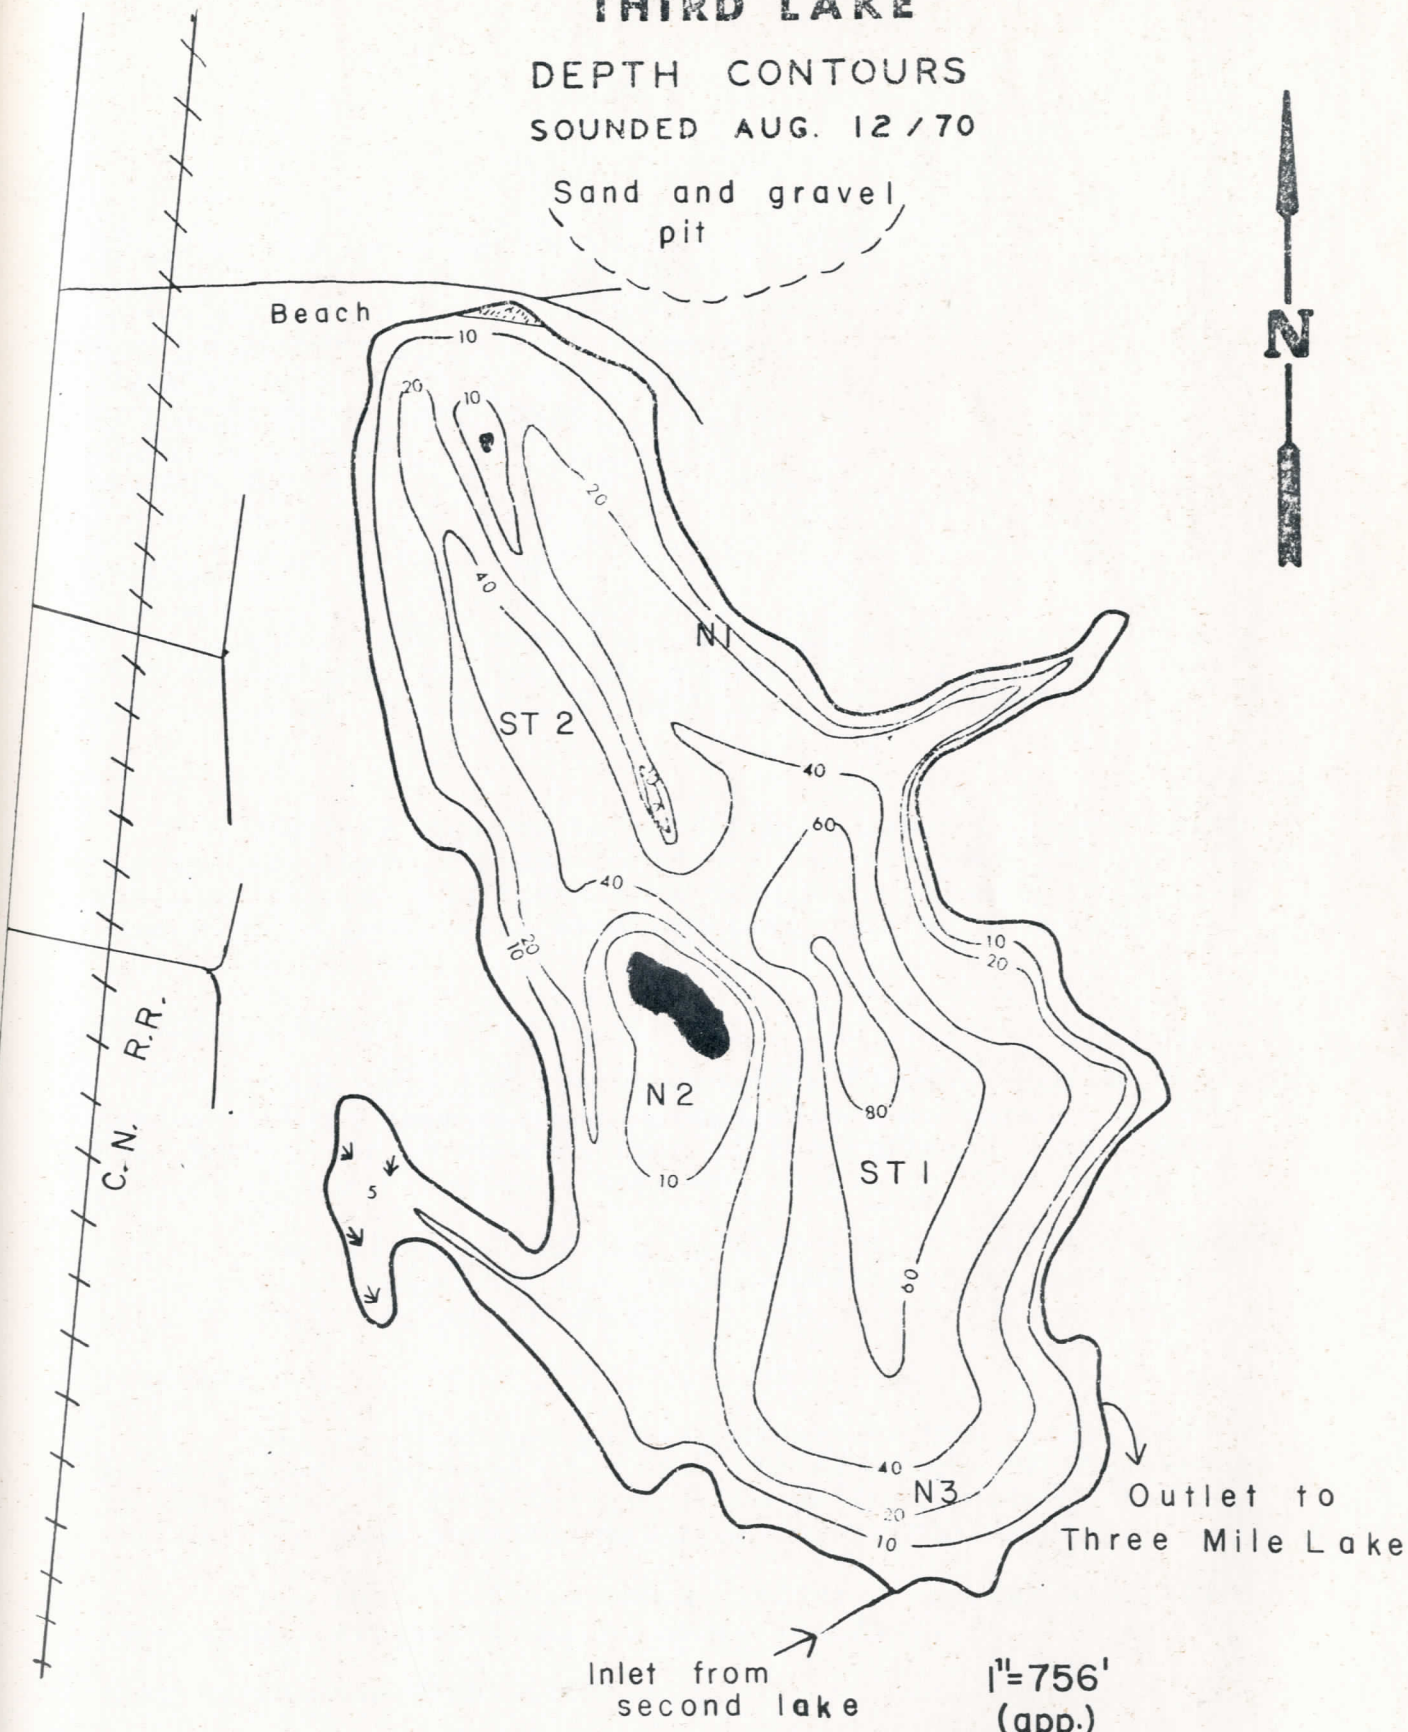 THIRD LAKE
DEPTH CONTOURS
SOUNDED AUG. 12/70
Sand and gravel
pit
Beach
10
20
10
20
N
40
N1
ST 2
40
60
40
10
20
10
20
R.R.
C. N.
N2
80
10
ST 1
5
60
40
N3
20
10
Outlet to
Three Mile Lake
Inlet from
second lake
1"=756'
(app.)